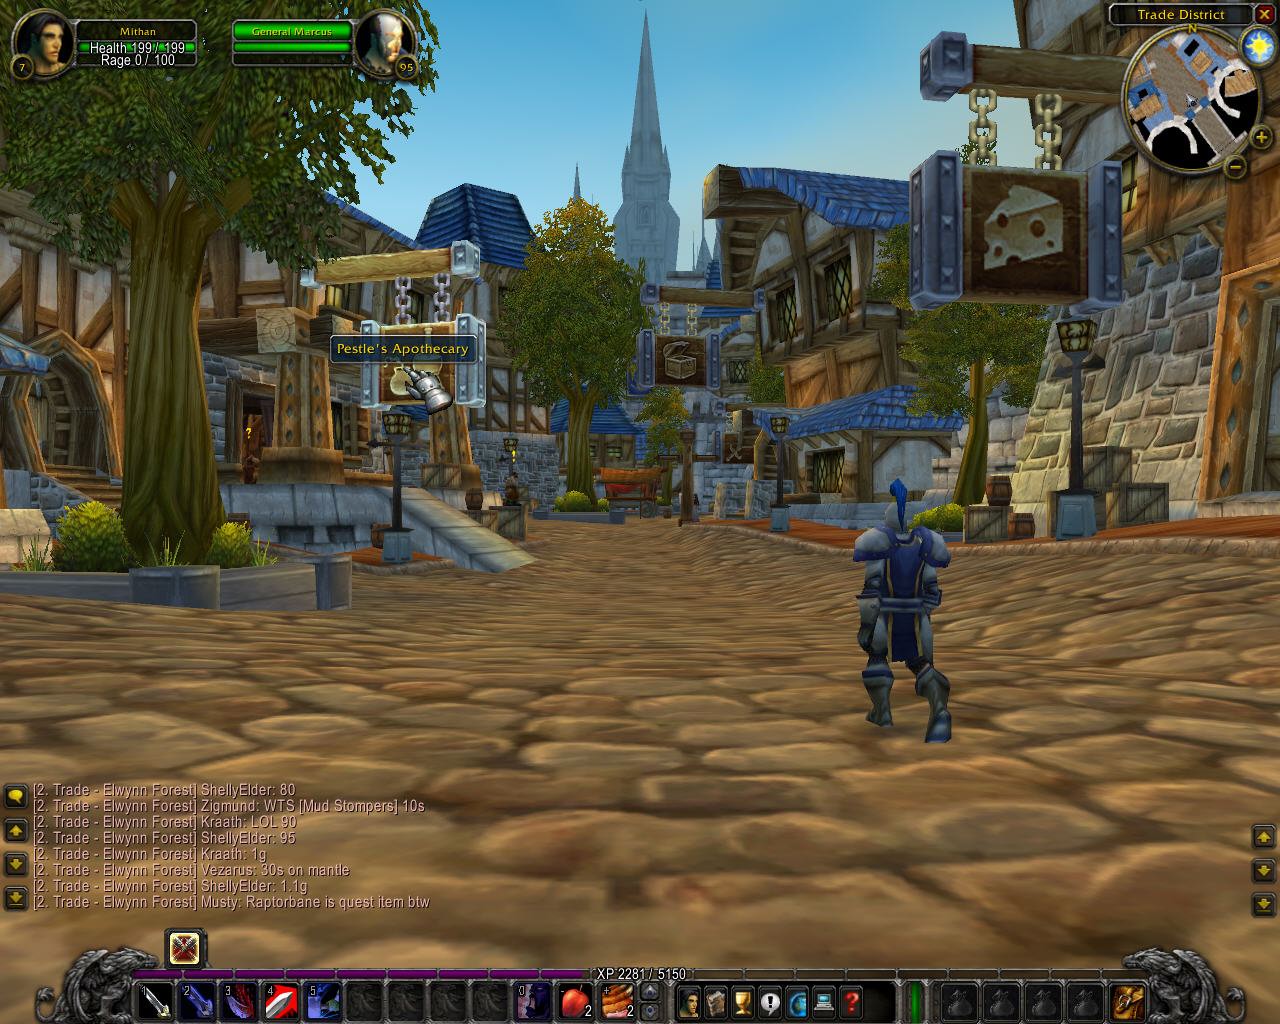 Mithan
Health 199 / 199
Rage 0 / 100
7
General Marcus
95
Trade District
N
Pestle's Apothecary
[2. Trade - Elwynn Forest] ShellyElder: 80
[2. Trade - Elwynn Forest] Zigmund: WTS [Mud Stompers] 10s
[2. Trade - Elwynn Forest] Kraath: LOL 90
[2. Trade - Elwynn Forest] ShellyElder: 95
[2. Trade - Elwynn Forest] Kraath: 1g
[2. Trade - Elwynn Forest] Vezarus: 30s on mantle
[2. Trade - Elwynn Forest] ShellyElder: 1.1g
[2. Trade - Elwynn Forest] Musty: Raptorbane is quest item btw
XP 2281 / 5150
1 2 3 4 5 0 - +
2 2